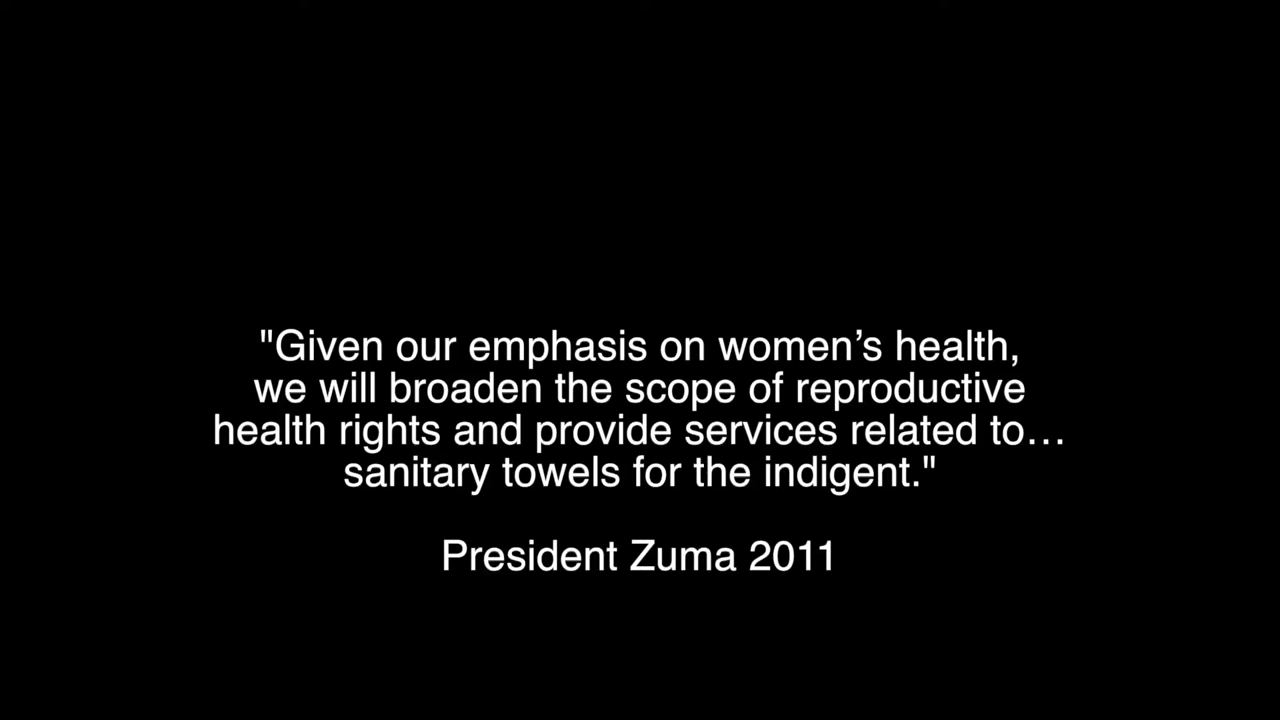 "Given our emphasis on women’s health,
we will broaden the scope of reproductive
health rights and provide services related to…
sanitary towels for the indigent."
President Zuma 2011